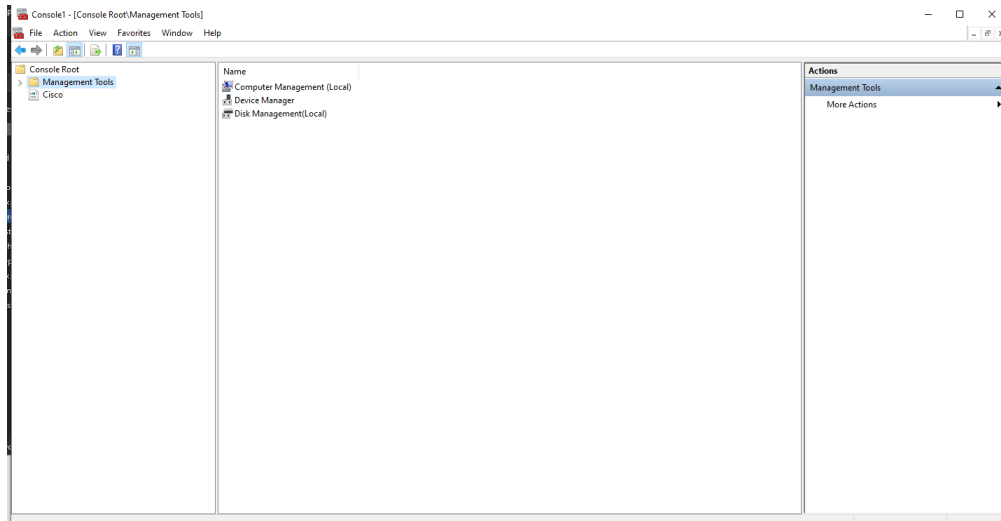 Console1 - [Console Root\Management Tools]
File Action View Favorites Window Help
Console Root
Management Tools
Cisco
Name
Computer Management (Local)
Device Manager
Disk Management(Local)
Actions
Management Tools
More Actions